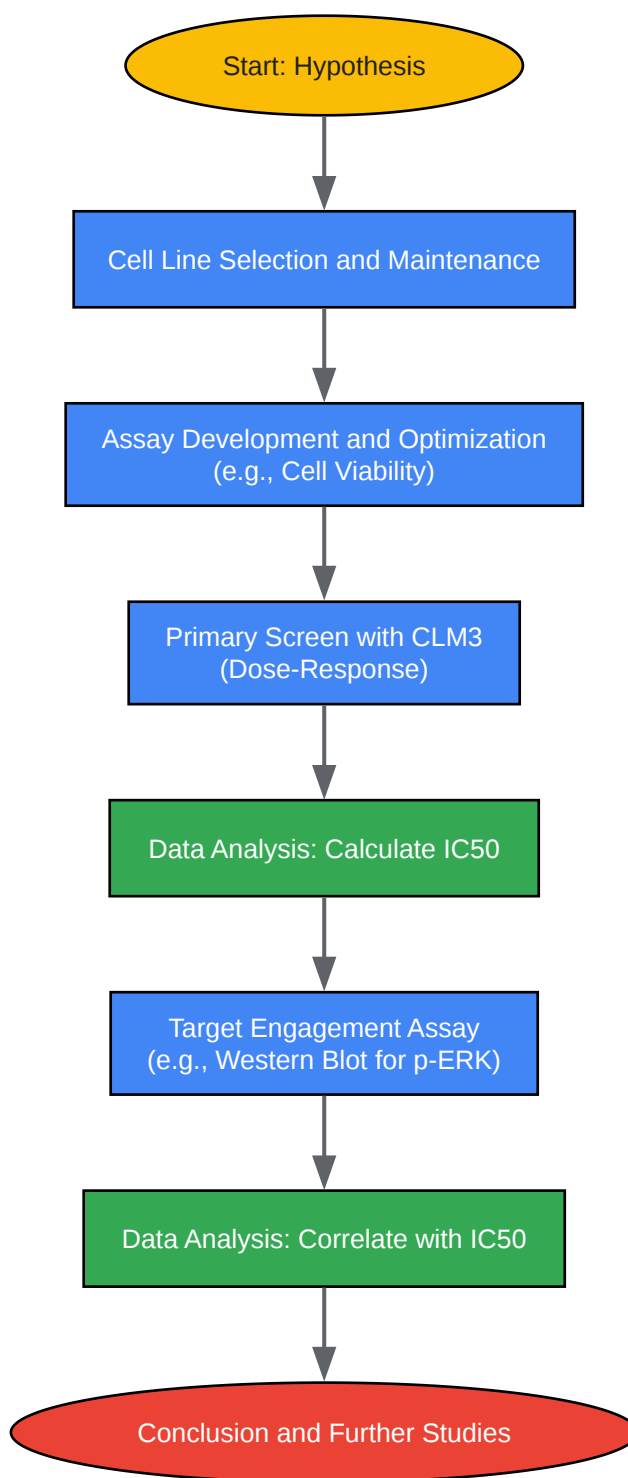 Start: Hypothesis
Cell Line Selection and Maintenance
Assay Development and Optimization
(e.g., Cell Viability)
Primary Screen with CLM3
(Dose-Response)
Data Analysis: Calculate IC50
Target Engagement Assay
(e.g., Western Blot for p-ERK)
Data Analysis: Correlate with IC50
Conclusion and Further Studies